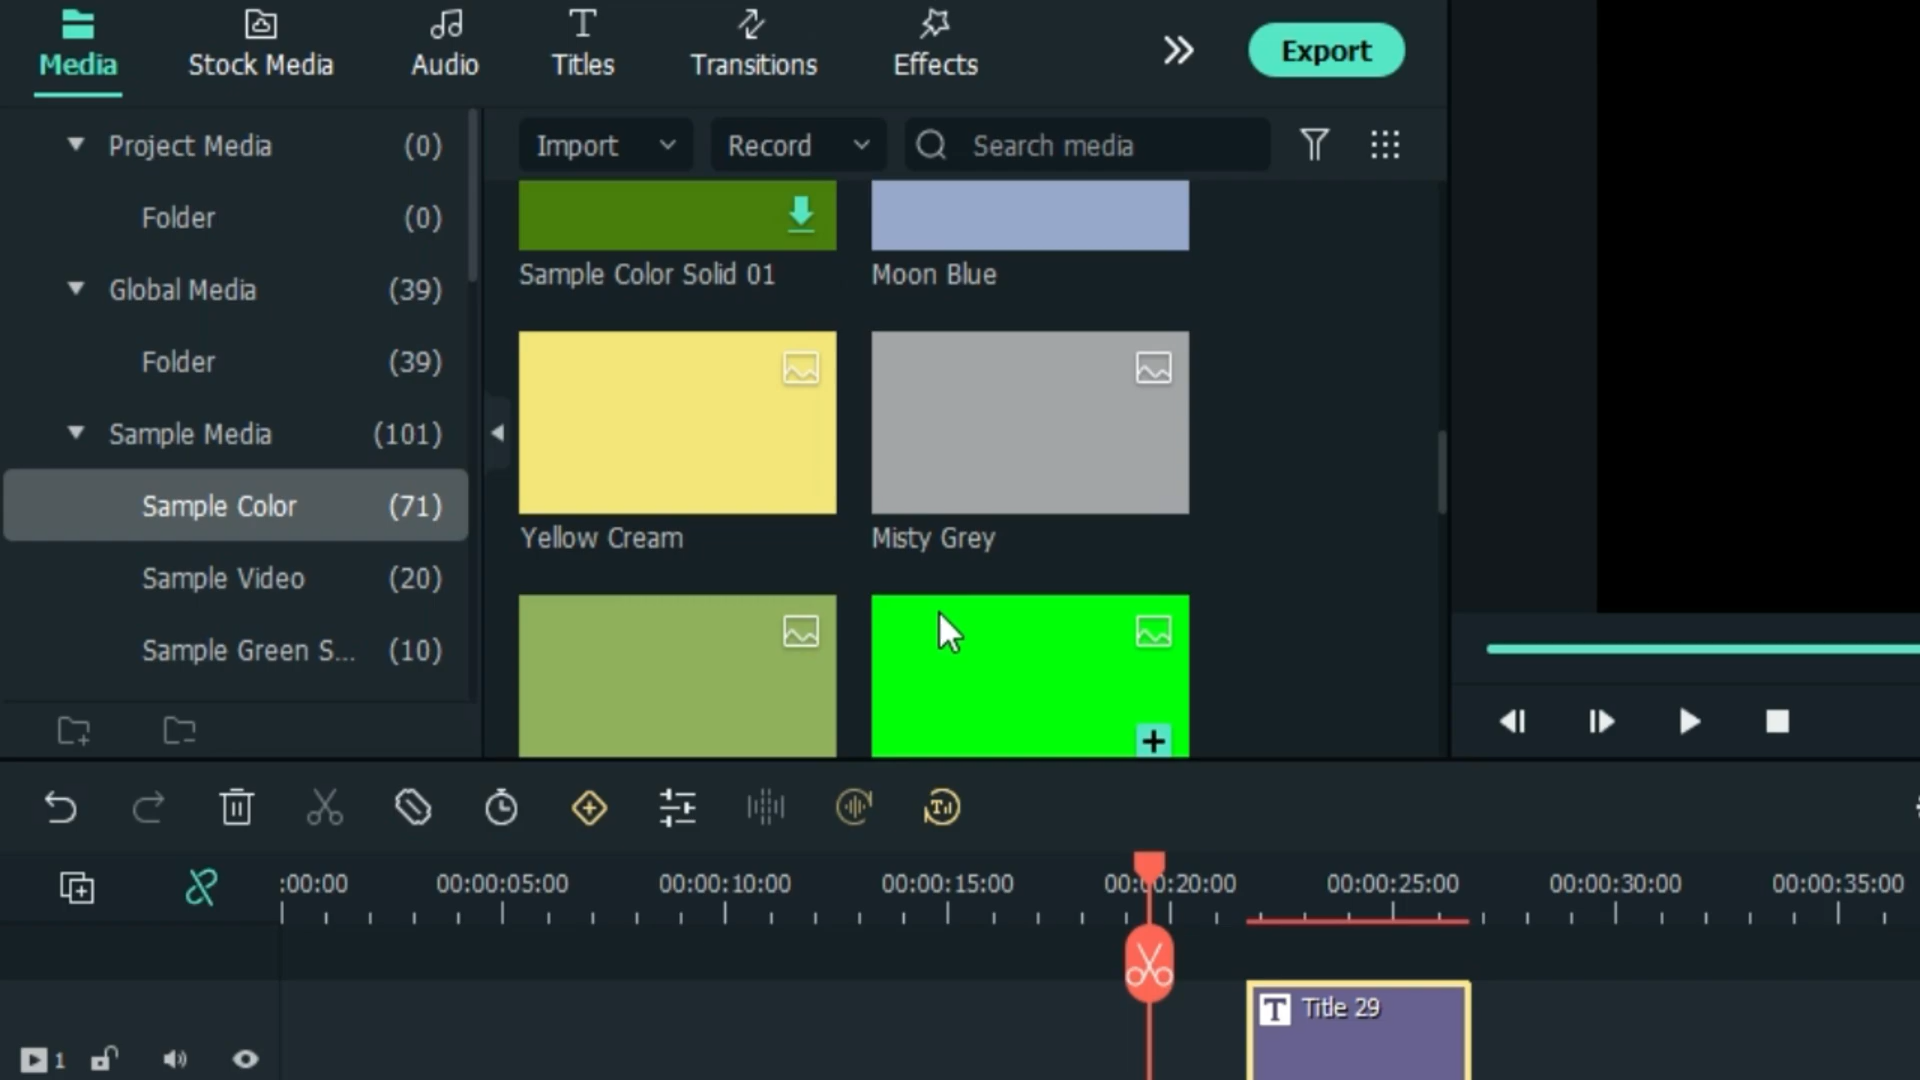 Media
Stock Media
Audio
Titles
Transitions
Effects
Export
Project Media (0)
Folder (0)
Global Media (39)
Folder (39)
Sample Media (101)
Sample Color (71)
Sample Video (20)
Sample Green S... (10)
Import
Record
Search media
Sample Color Solid 01
Moon Blue
Yellow Cream
Misty Grey
:00:00
00:00:05:00
00:00:10:00
00:00:15:00
00:00:20:00
00:00:25:00
00:00:30:00
00:00:35:00
T Title 29
1